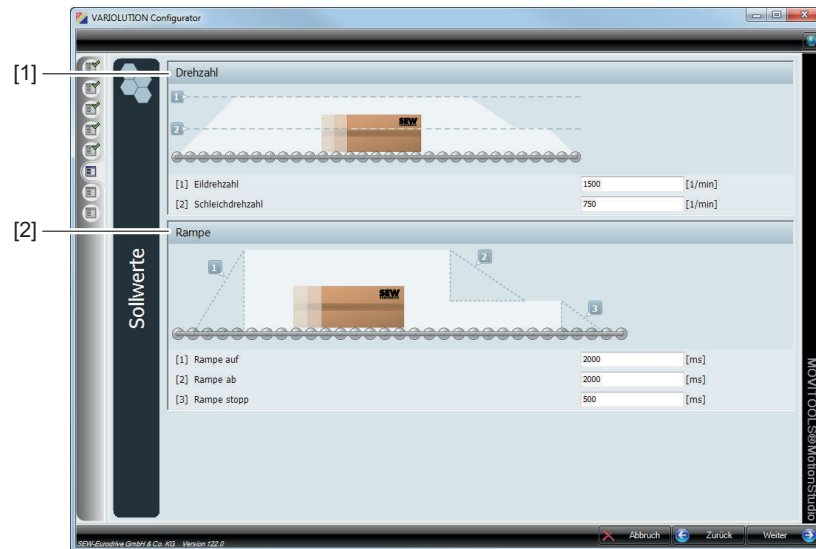 VARIOLUTION Configurator
[1]
Drehzahl
1
2
SEW
[1] Eildrehzahl 1500 [1/min]
[2] Schleichdrehzahl 750 [1/min]
[2]
Rampe
Sollwerte
1
2
3
SEW
[1] Rampe auf 2000 [ms]
[2] Rampe ab 2000 [ms]
[3] Rampe stopp 500 [ms]
MOVITOOLS®MotionStudio
Abbruch Zurück Weiter
SEW-Eurodrive GmbH & Co. KG Version 122.0